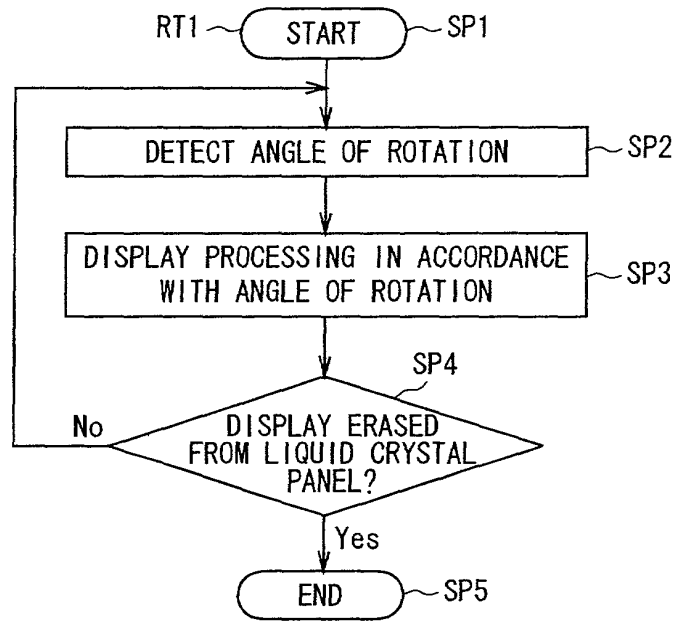 RT1 START SP1
DETECT ANGLE OF ROTATION SP2
DISPLAY PROCESSING IN ACCORDANCE
WITH ANGLE OF ROTATION SP3
SP4
No
DISPLAY ERASED
FROM LIQUID CRYSTAL
PANEL?
Yes
END SP5